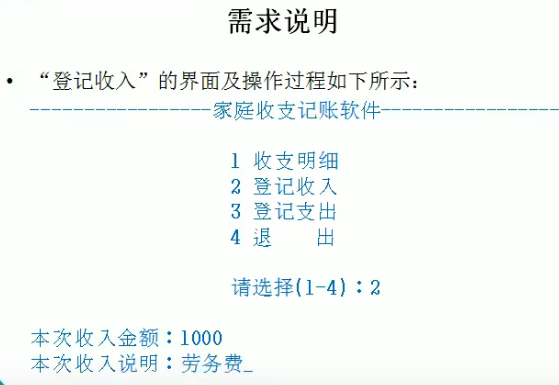 需求说明
• “登记收入”的界面及操作过程如下所示：
-----------------家庭收支记账软件-----------------
1 收支明细
2 登记收入
3 登记支出
4 退 出
请选择(1-4)：2
本次收入金额：1000
本次收入说明：劳务费_